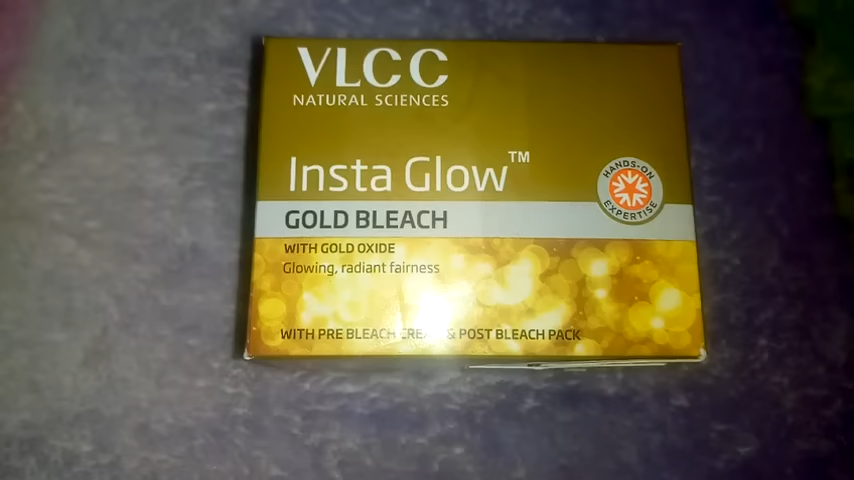 VLCC
NATURAL SCIENCES
Insta Glow™
HANDS-ON
EXPERTISE
GOLD BLEACH
WITH GOLD OXIDE
Glowing, radiant fairness
WITH PRE BLEACH CREAM & POST BLEACH PACK